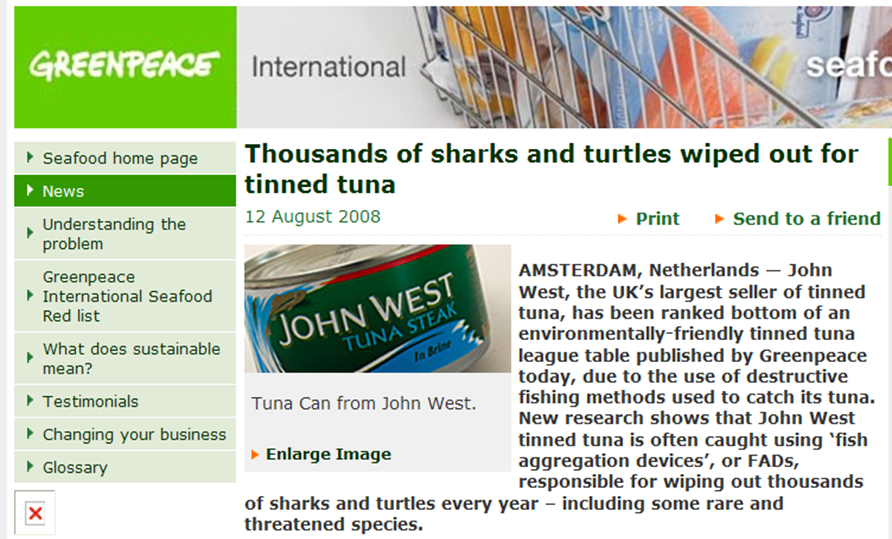 GREENPEACE International
seafo
Seafood home page
News
Understanding the
problem
Greenpeace
International Seafood
Red list
What does sustainable
mean?
Testimonials
Changing your business
Glossary
Thousands of sharks and turtles wiped out for
tinned tuna
12 August 2008
Print
Send to a friend
JOHN WEST
TUNA STEAK
In Brine
Tuna Can from John West.
Enlarge Image
AMSTERDAM, Netherlands — John
West, the UK’s largest seller of tinned
tuna, has been ranked bottom of an
environmentally-friendly tinned tuna
league table published by Greenpeace
today, due to the use of destructive
fishing methods used to catch its tuna.
New research shows that John West
tinned tuna is often caught using ‘fish
aggregation devices’, or FADs,
responsible for wiping out thousands
of sharks and turtles every year – including some rare and
threatened species.